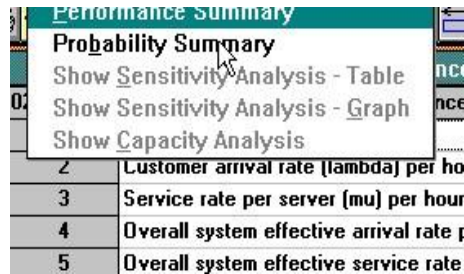 Performance Summary
Probability Summary
Show Sensitivity Analysis - Table
Show Sensitivity Analysis - Graph
Show Capacity Analysis
2 Customer arrival rate (lambda) per
3 Service rate per server (mu) per hour
4 Overall system effective arrival rate
5 Overall system effective service rate